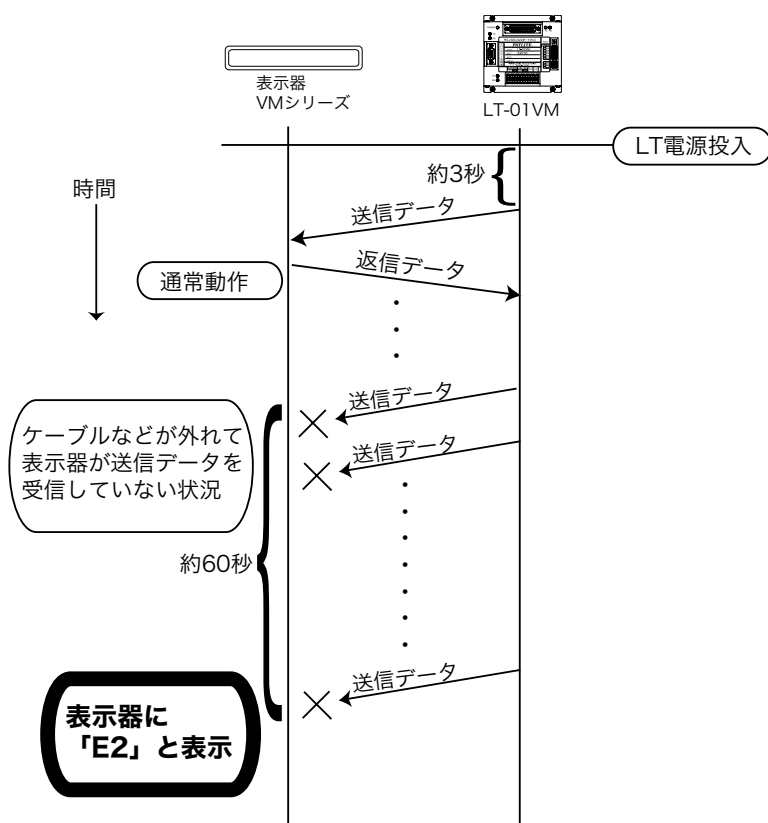 表示器
VMシリーズ
LT-01VM
LT電源投入
約3秒
時間
送信データ
返信データ
通常動作
送信データ
ケーブルなどが外れて
表示器が送信データを
受信していない状況
送信データ
約60秒
送信データ
表示器に
「E2」と表示